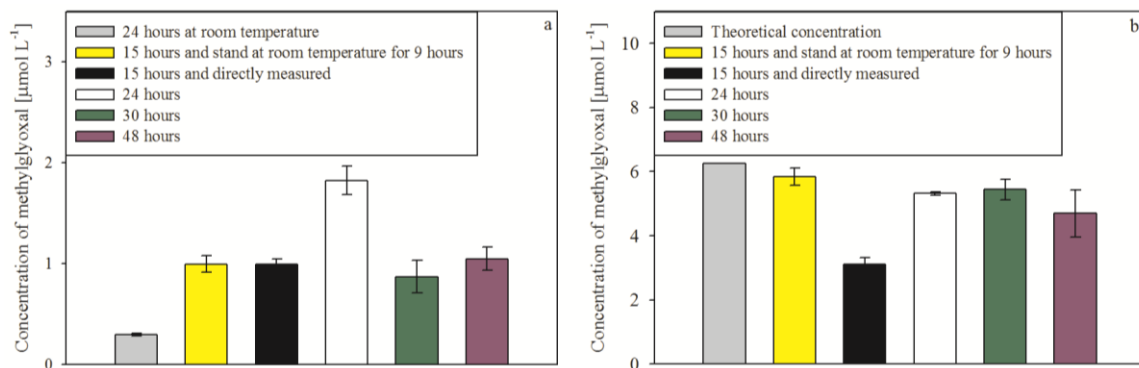 a
3
2
1
0
Concentration of methylglyoxal [µmol L⁻¹]
24 hours at room temperature
15 hours and stand at room temperature for 9 hours
15 hours and directly measured
24 hours
30 hours
48 hours
b
10
8
6
4
2
0
Concentration of methylglyoxal [µmol L⁻¹]
Theoretical concentration
15 hours and stand at room temperature for 9 hours
15 hours and directly measured
24 hours
30 hours
48 hours